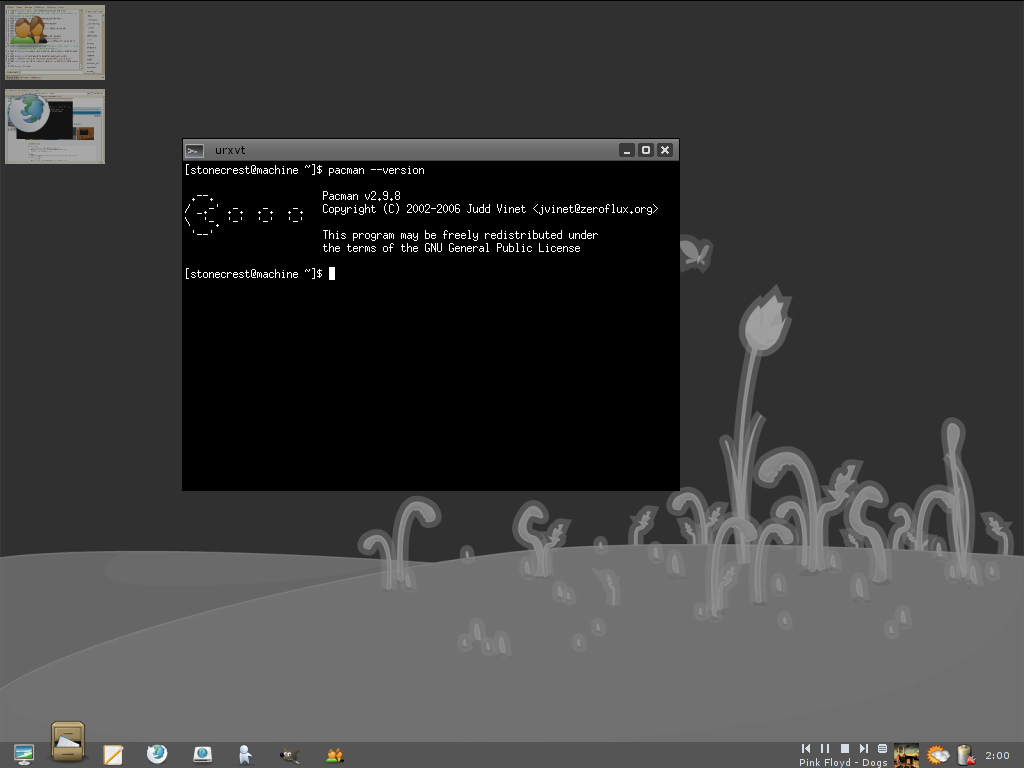 urxvt
[stonecrest@machine ~]$ pacman --version
Pacman v2.9.8
Copyright (C) 2002-2006 Judd Vinet <jvinet@zeroflux.org>
This program may be freely redistributed under
the terms of the GNU General Public License
[stonecrest@machine ~]$
Pink Floyd - Dogs
2:00